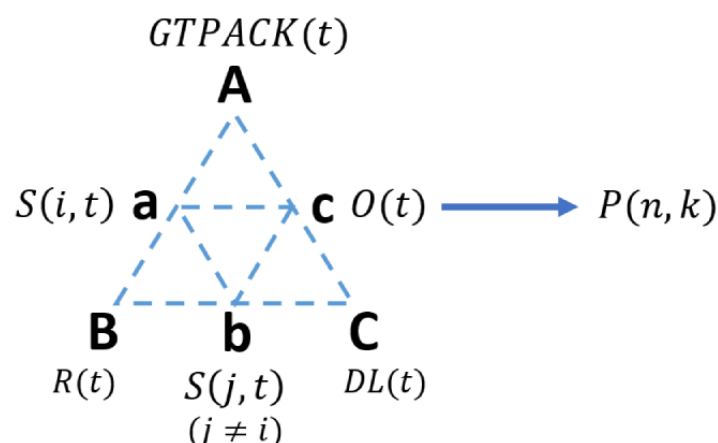 GTPACK(t)
A
S(i,t) a c O(t) P(n,k)
B b C
R(t) S(j,t) DL(t)
(j ≠ i)